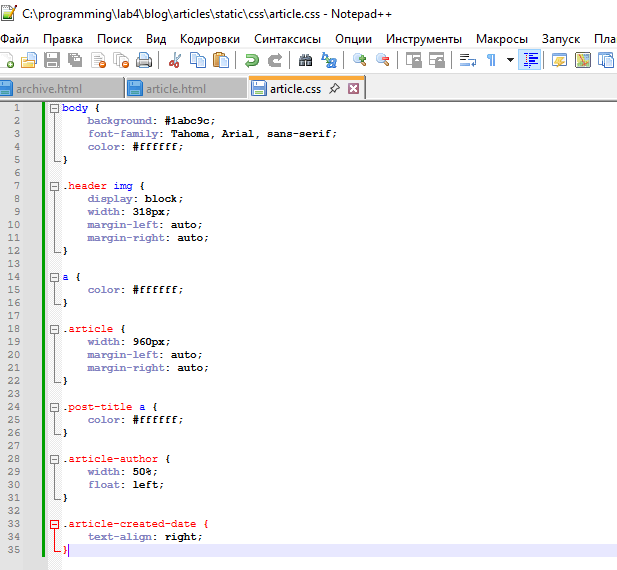 C:\programming\lab4\blog\articles\static\css\article.css - Notepad++
Файл Правка Поиск Вид Кодировки Синтаксисы Опции Инструменты Макросы Запуск Пла
archive.html article.html article.css
1 body {
2 background: #1abc9c;
3 font-family: Tahoma, Arial, sans-serif;
4 color: #ffffff;
5 }
6
7 .header img {
8 display: block;
9 width: 318px;
10 margin-left: auto;
11 margin-right: auto;
12 }
13
14 a {
15 color: #ffffff;
16 }
17
18 .article {
19 width: 960px;
20 margin-left: auto;
21 margin-right: auto;
22 }
23
24 .post-title a {
25 color: #ffffff;
26 }
27
28 .article-author {
29 width: 50%;
30 float: left;
31 }
32
33 .article-created-date {
34 text-align: right;
35 }